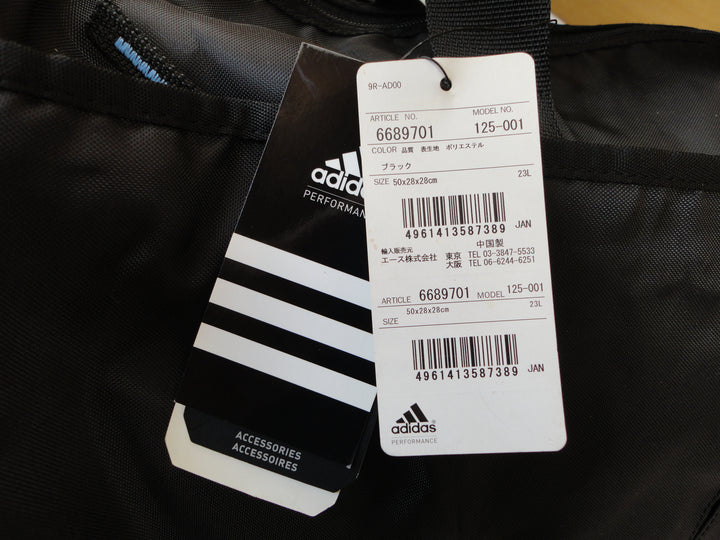 adidas
PERFORMANC
ACCESSORIES
ACCESSOIRES
9R-AD00
ARTICLE NO. MODEL NO.
6689701 125-001
COLOR 品質 表生地 ポリエステル
ブラック
SIZE 50x28x28cm 23L
4961413587389 JAN
中国製
輸入販売元
エース株式会社 東京 TEL 03-3847-5533
大阪 TEL 06-6244-6251
ARTICLE 6689701 MODEL 125-001
SIZE 50x28x28cm 23L
4961413587389 JAN
adidas
PERFORMANCE